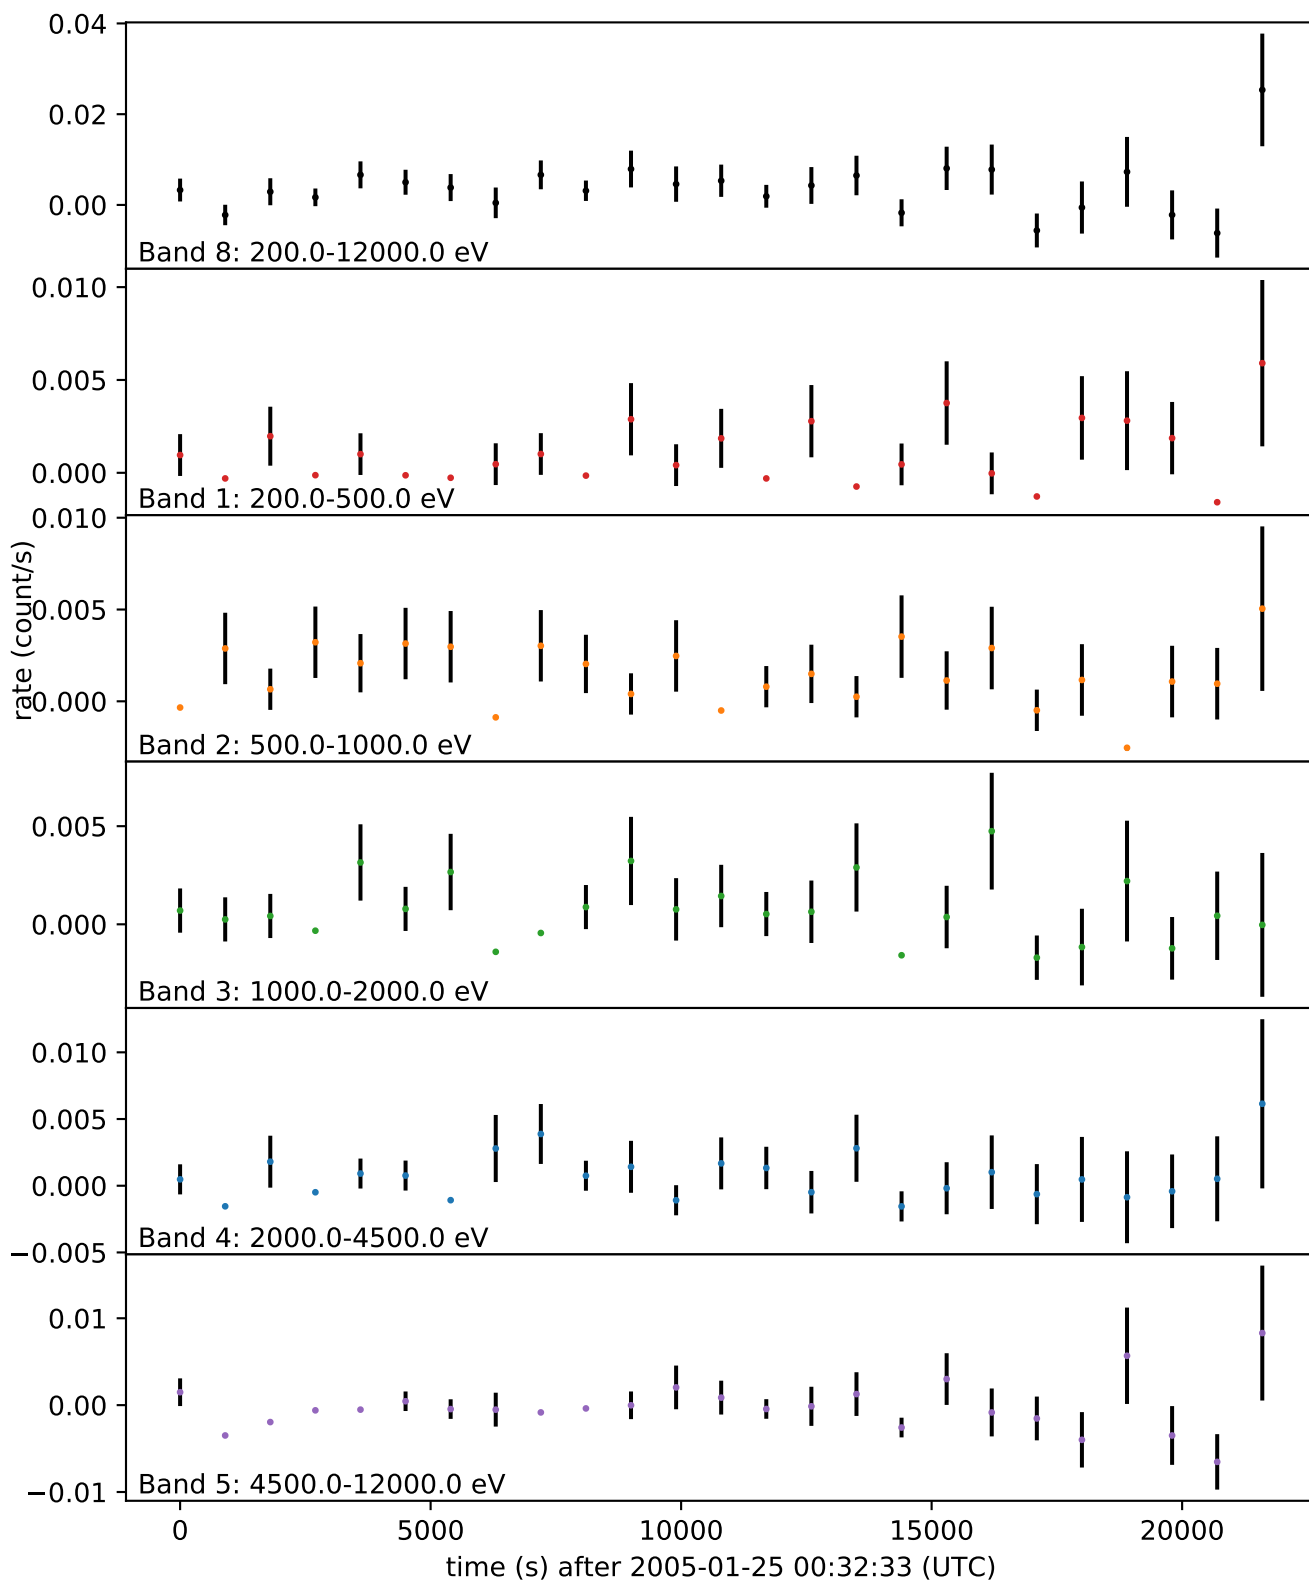 0.04
0.02
0.00
Band 8: 200.0-12000.0 eV
0.010
0.005
0.000
Band 1: 200.0-500.0 eV
0.010
0.005
0.000
Band 2: 500.0-1000.0 eV
rate (count/s)
0.005
0.000
Band 3: 1000.0-2000.0 eV
0.010
0.005
0.000
−0.005
Band 4: 2000.0-4500.0 eV
0.01
0.00
−0.01
Band 5: 4500.0-12000.0 eV
0 5000 10000 15000 20000
time (s) after 2005-01-25 00:32:33 (UTC)